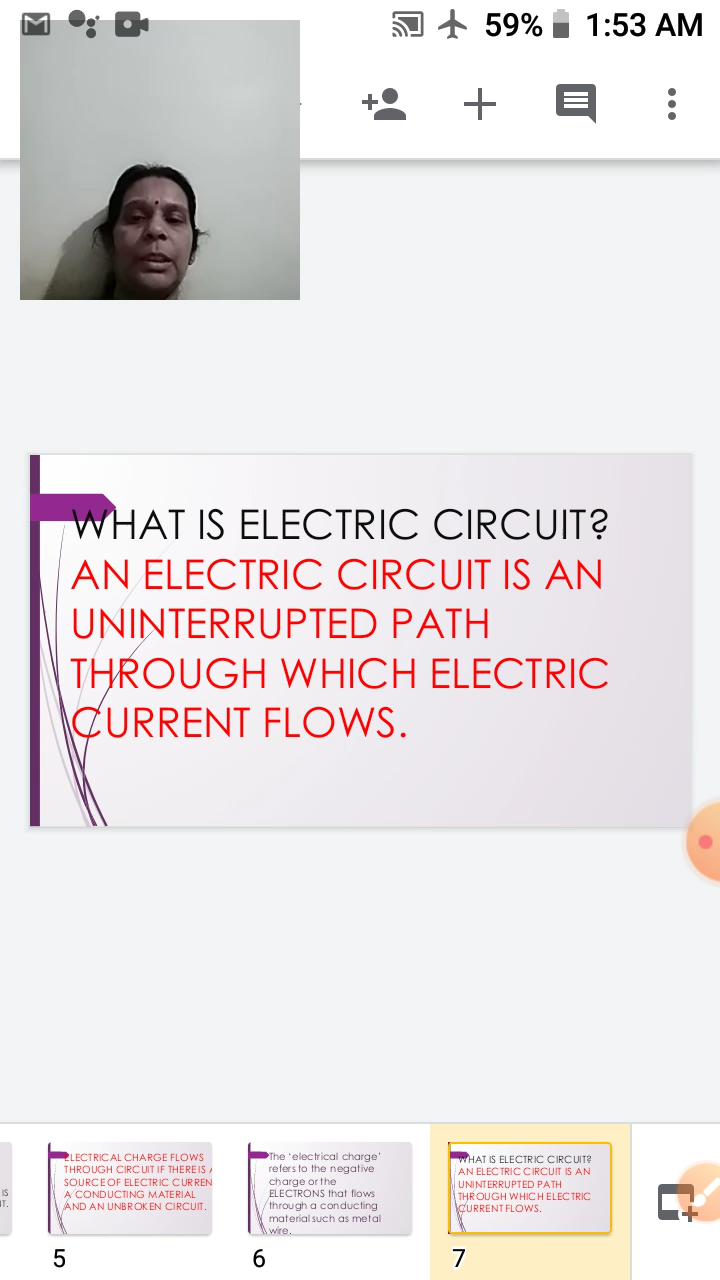 59% 1:53 AM
WHAT IS ELECTRIC CIRCUIT?
AN ELECTRIC CIRCUIT IS AN
UNINTERRUPTED PATH
THROUGH WHICH ELECTRIC
CURRENT FLOWS.
IS
IT.
ELECTRICAL CHARGE FLOWS
THROUGH CIRCUIT IF THERE IS A
SOURCE OF ELECTRIC CURREN
A CONDUCTING MATERIAL
AND AN UNBROKEN CIRCUIT.
5
The ‘electrical charge’
refers to the negative
charge or the
ELECTRONS that flows
through a conducting
material such as metal
wire.
6
WHAT IS ELECTRIC CIRCUIT?
AN ELECTRIC CIRCUIT IS AN
UNINTERRUPTED PATH
THROUGH WHICH ELECTRIC
CURRENT FLOWS.
7